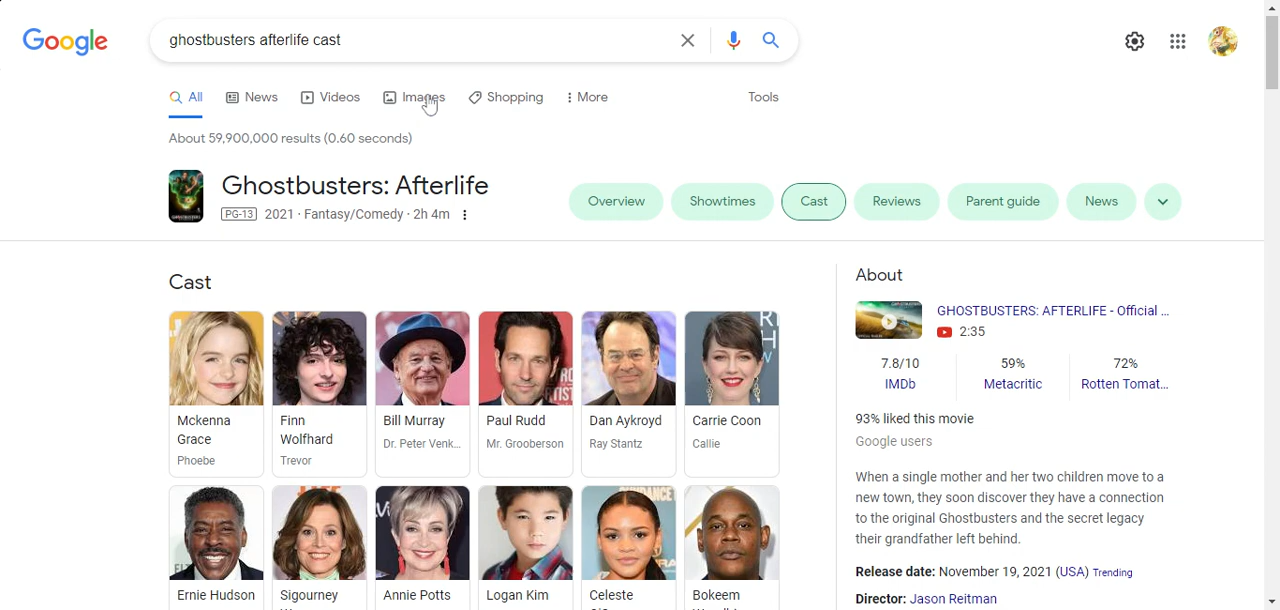 Google
ghostbusters afterlife cast
All News Videos Images Shopping More Tools
About 59,900,000 results (0.60 seconds)
Ghostbusters: Afterlife
PG-13 2021 · Fantasy/Comedy · 2h 4m
Overview Showtimes Cast Reviews Parent guide News
Cast
Mckenna
Grace
Phoebe
Finn
Wolfhard
Trevor
Bill Murray
Dr. Peter Venk...
Paul Rudd
Mr. Grooberson
Dan Aykroyd
Ray Stantz
Carrie Coon
Callie
Ernie Hudson
Sigourney
Annie Potts
Logan Kim
Celeste
Bokeem
About
GHOSTBUSTERS: AFTERLIFE - Official ...
2:35
7.8/10
IMDb
59%
Metacritic
72%
Rotten Tomat...
93% liked this movie
Google users
When a single mother and her two children move to a
new town, they soon discover they have a connection
to the original Ghostbusters and the secret legacy
their grandfather left behind.
Release date: November 19, 2021 (USA) Trending
Director: Jason Reitman